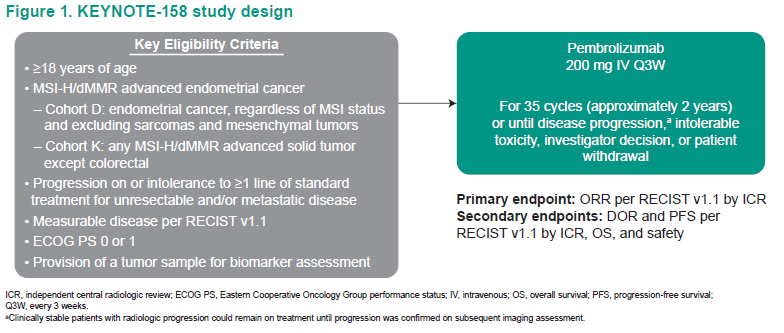 Figure 1. KEYNOTE-158 study design
Key Eligibility Criteria
• ≥18 years of age
• MSI-H/dMMR advanced endometrial cancer
– Cohort D: endometrial cancer, regardless of MSI status
and excluding sarcomas and mesenchymal tumors
– Cohort K: any MSI-H/dMMR advanced solid tumor
except colorectal
• Progression on or intolerance to ≥1 line of standard
treatment for unresectable and/or metastatic disease
• Measurable disease per RECIST v1.1
• ECOG PS 0 or 1
• Provision of a tumor sample for biomarker assessment
Pembrolizumab
200 mg IV Q3W
For 35 cycles (approximately 2 years)
or until disease progression,ᵃ intolerable
toxicity, investigator decision, or patient
withdrawal
Primary endpoint: ORR per RECIST v1.1 by ICR
Secondary endpoints: DOR and PFS per
RECIST v1.1 by ICR, OS, and safety
ICR, independent central radiologic review; ECOG PS, Eastern Cooperative Oncology Group performance status; IV, intravenous; OS, overall survival; PFS, progression-free survival;
Q3W, every 3 weeks.
ᵃClinically stable patients with radiologic progression could remain on treatment until progression was confirmed on subsequent imaging assessment.